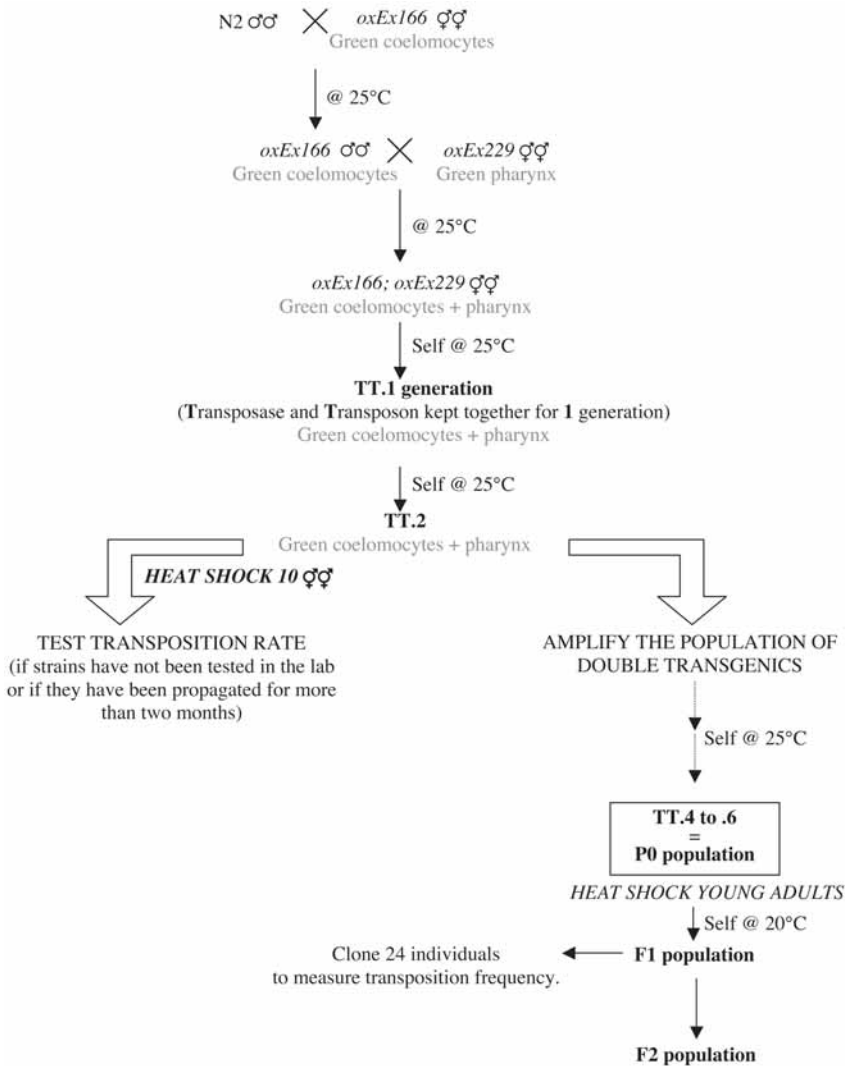 N2 ♂♂ ✕ oxEx166 ⚥⚥
Green coelomocytes
@ 25°C
oxEx166 ♂♂ ✕ oxEx229 ⚥⚥
Green coelomocytes Green pharynx
@ 25°C
oxEx166; oxEx229 ⚥⚥
Green coelomocytes + pharynx
Self @ 25°C
TT.1 generation
(Transposase and Transposon kept together for 1 generation)
Green coelomocytes + pharynx
Self @ 25°C
TT.2
Green coelomocytes + pharynx
HEAT SHOCK 10 ⚥⚥
TEST TRANSPOSITION RATE
(if strains have not been tested in the lab
or if they have been propagated for more
than two months)
AMPLIFY THE POPULATION OF
DOUBLE TRANSGENICS
Self @ 25°C
TT.4 to .6
=
P0 population
HEAT SHOCK YOUNG ADULTS
Self @ 20°C
Clone 24 individuals
to measure transposition frequency.
F1 population
F2 population